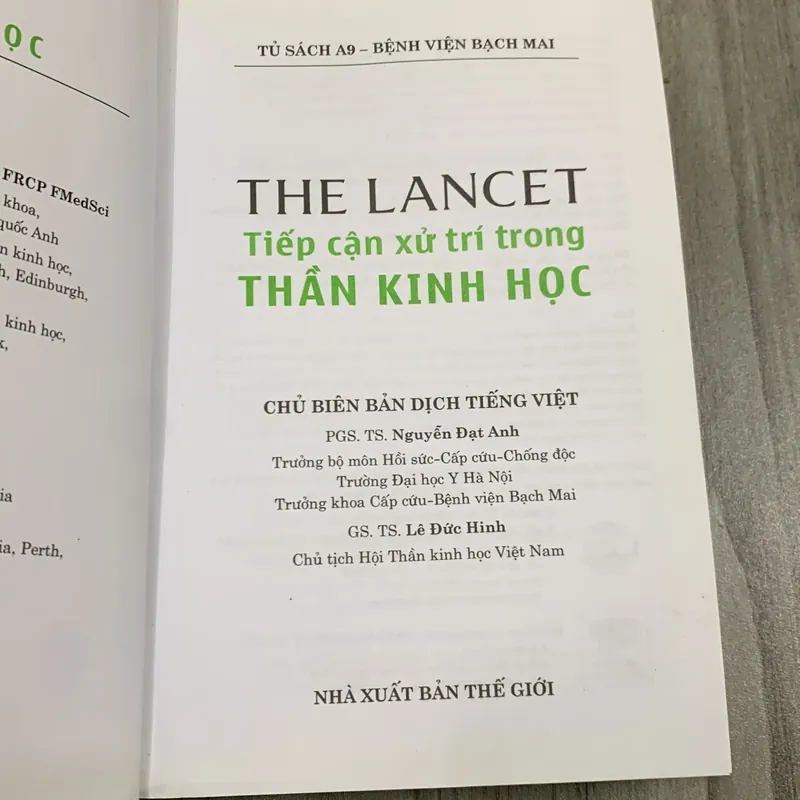 ỌC
FRCP FMedSci
khoa,
quốc Anh
n kinh học,
h, Edinburgh,
kinh học,
k,
ia
ia, Perth,
TỦ SÁCH A9 – BỆNH VIỆN BẠCH MAI
THE LANCET
Tiếp cận xử trí trong
THẦN KINH HỌC
CHỦ BIÊN BẢN DỊCH TIẾNG VIỆT
PGS. TS. Nguyễn Đạt Anh
Trưởng bộ môn Hồi sức-Cấp cứu-Chống độc
Trường Đại học Y Hà Nội
Trưởng khoa Cấp cứu-Bệnh viện Bạch Mai
GS. TS. Lê Đức Hinh
Chủ tịch Hội Thần kinh học Việt Nam
NHÀ XUẤT BẢN THẾ GIỚI